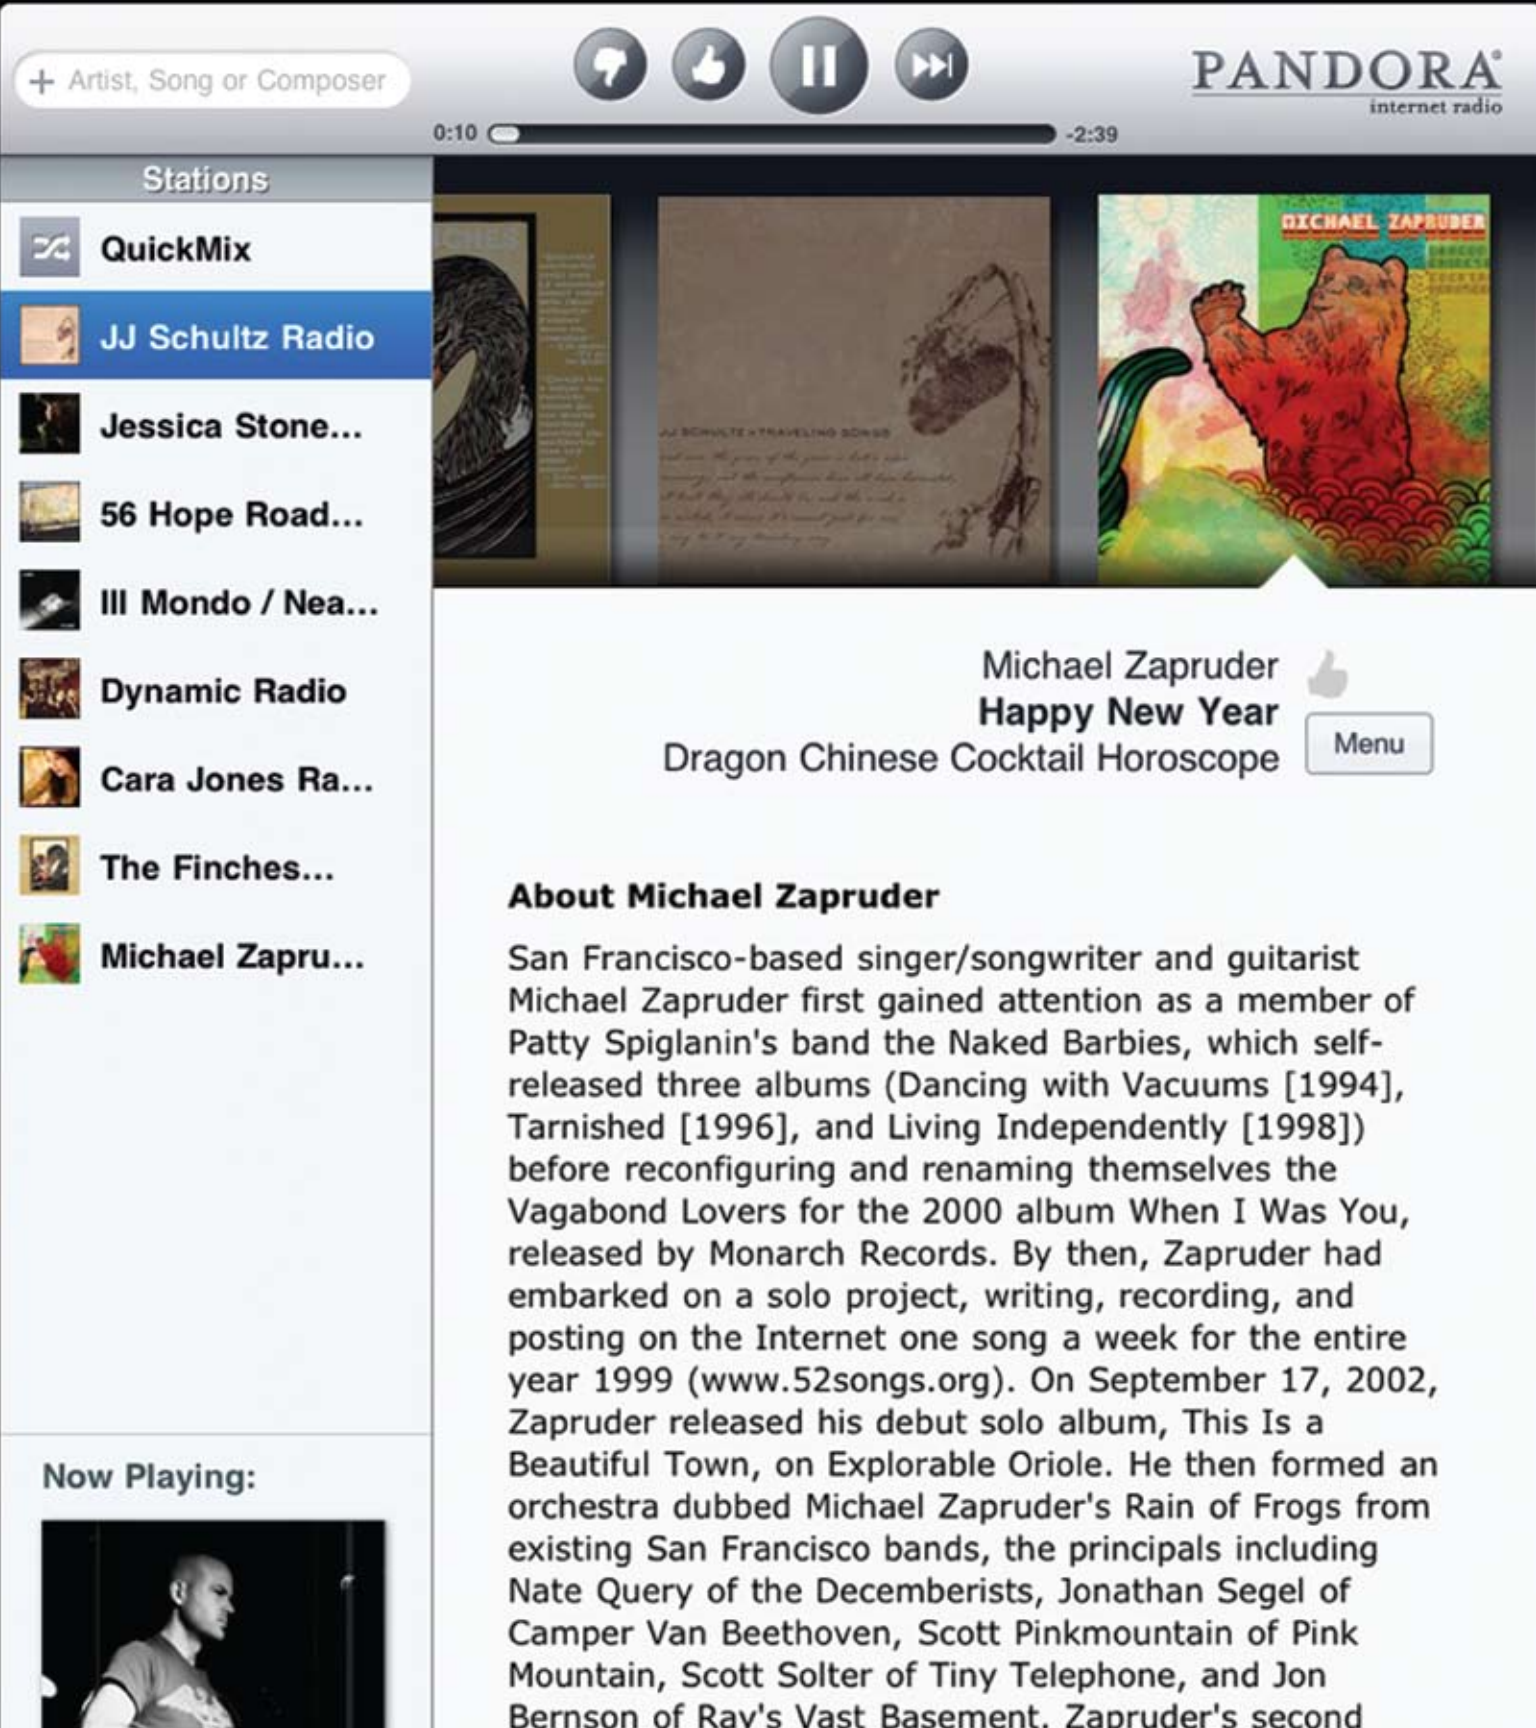 Artist, Song or Composer
PANDORA®
internet radio
0:10
-2:39
Stations
QuickMix
JJ Schultz Radio
Jessica Stone...
56 Hope Road...
Ill Mondo / Nea...
Dynamic Radio
Cara Jones Ra...
The Finches...
Michael Zapru...
Now Playing:
JJ SCHULTZ TRAVELING SONGS
MICHAEL ZAPRUDER
Michael Zapruder
Happy New Year
Dragon Chinese Cocktail Horoscope
Menu
About Michael Zapruder
San Francisco-based singer/songwriter and guitarist
Michael Zapruder first gained attention as a member of
Patty Spiglanin's band the Naked Barbies, which self-
released three albums (Dancing with Vacuums [1994],
Tarnished [1996], and Living Independently [1998])
before reconfiguring and renaming themselves the
Vagabond Lovers for the 2000 album When I Was You,
released by Monarch Records. By then, Zapruder had
embarked on a solo project, writing, recording, and
posting on the Internet one song a week for the entire
year 1999 (www.52songs.org). On September 17, 2002,
Zapruder released his debut solo album, This Is a
Beautiful Town, on Explorable Oriole. He then formed an
orchestra dubbed Michael Zapruder's Rain of Frogs from
existing San Francisco bands, the principals including
Nate Query of the Decemberists, Jonathan Segel of
Camper Van Beethoven, Scott Pinkmountain of Pink
Mountain, Scott Solter of Tiny Telephone, and Jon
Bernson of Ray's Vast Basement. Zapruder's second